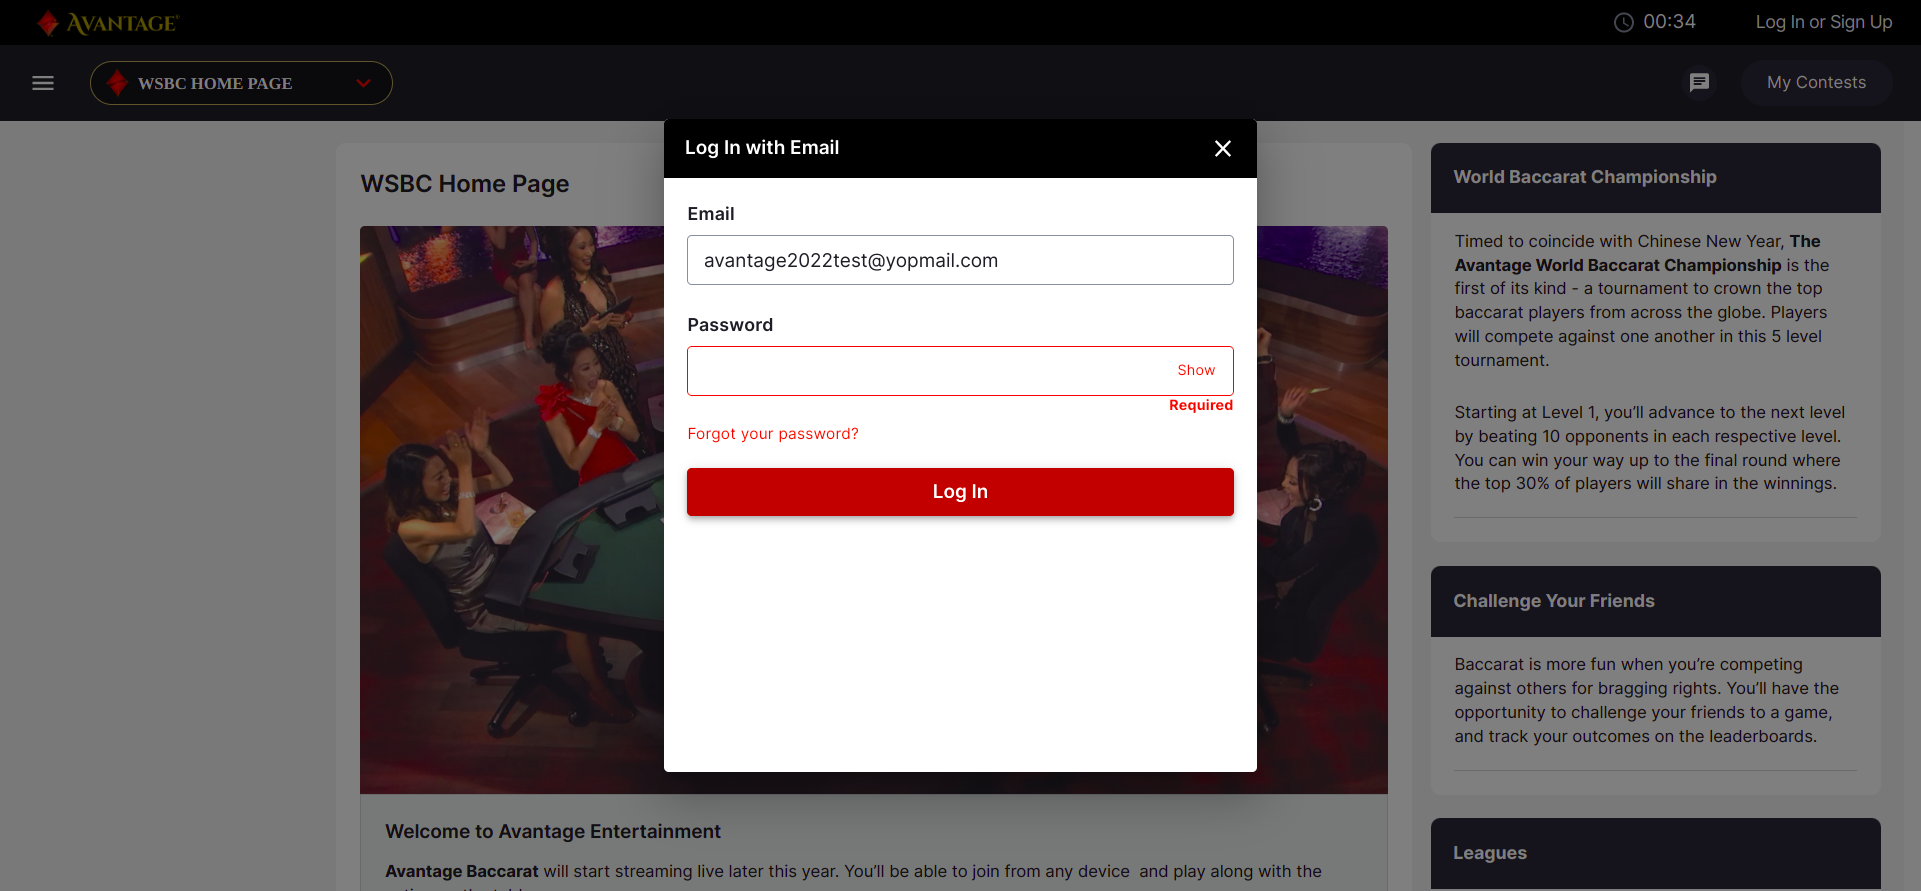 AVANTAGE
00:34
Log In or Sign Up
WSBC HOME PAGE
My Contests
Log In with Email
Email
avantage2022test@yopmail.com
Password
Show
Required
Forgot your password?
Log In
WSBC Home Page
Welcome to Avantage Entertainment
Avantage Baccarat will start streaming live later this year. You'll be able to join from any device and play along with the
World Baccarat Championship
Timed to coincide with Chinese New Year, The
Avantage World Baccarat Championship is the
first of its kind - a tournament to crown the top
baccarat players from across the globe. Players
will compete against one another in this 5 level
tournament.
Starting at Level 1, you'll advance to the next level
by beating 10 opponents in each respective level.
You can win your way up to the final round where
the top 30% of players will share in the winnings.
Challenge Your Friends
Baccarat is more fun when you're competing
against others for bragging rights. You'll have the
opportunity to challenge your friends to a game,
and track your outcomes on the leaderboards.
Leagues